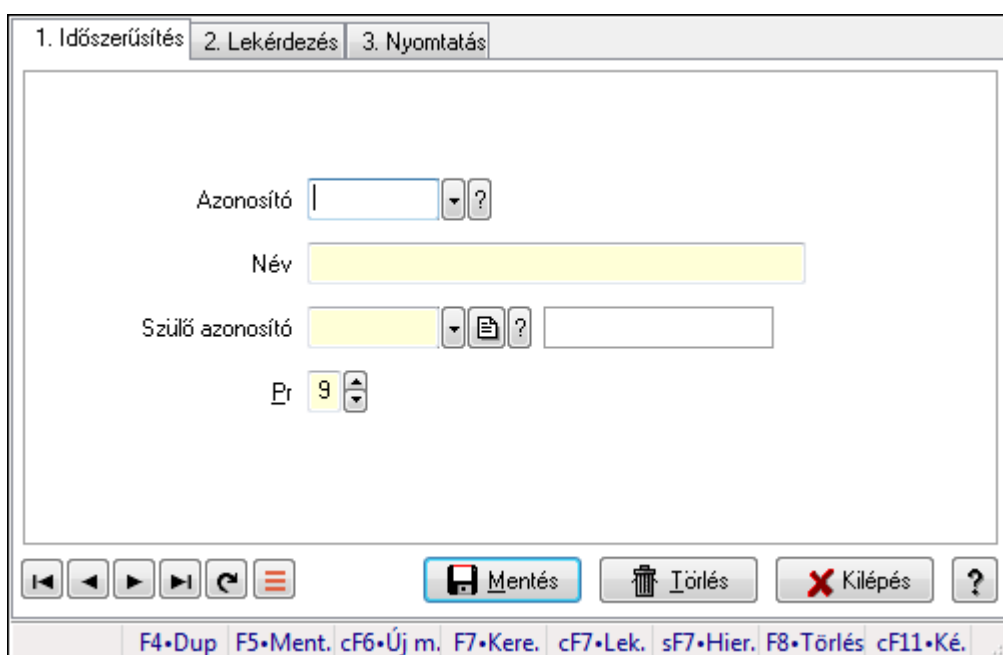 1. Időszerűsítés 2. Lekérdezés 3. Nyomtatás
Azonosító ?
Név
Szülő azonosító ?
Pr 9
Mentés Törlés Kilépés ?
F4•Dup F5•Ment. cF6•Új m. F7•Kere. cF7•Lek. sF7•Hier. F8•Törlés cF11•Ké.